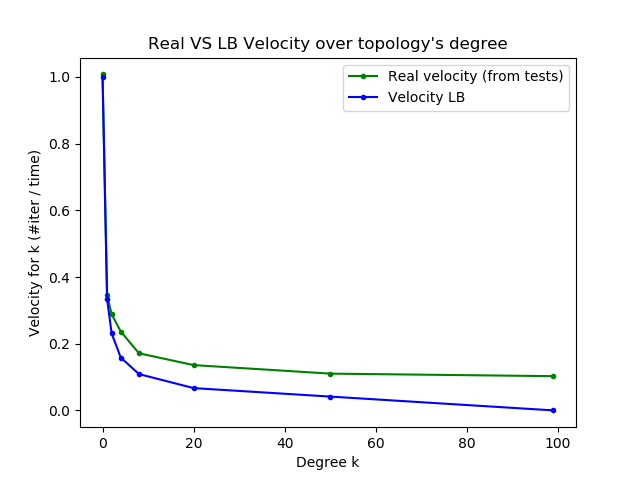 Real VS LB Velocity over topology's degree
Real velocity (from tests)
Velocity LB
Velocity for k (#iter / time)
1.0
0.8
0.6
0.4
0.2
0.0
0
20
40
60
80
100
Degree k